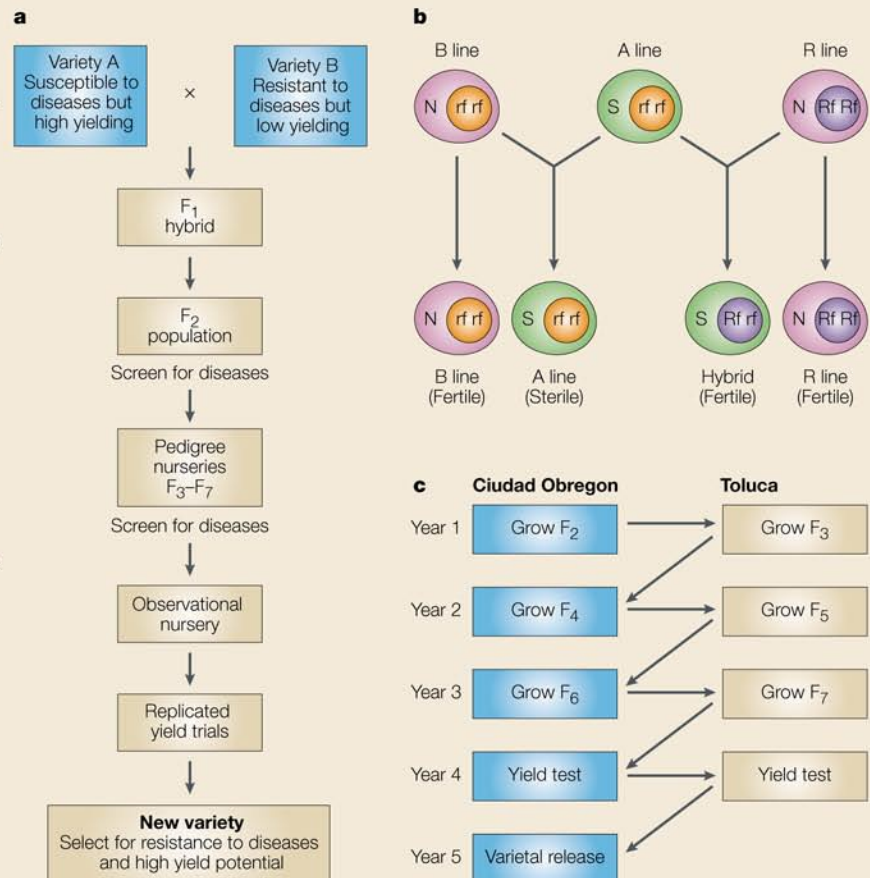 a
Variety A
Susceptible to
diseases but
high yielding
×
Variety B
Resistant to
diseases but
low yielding
F1
hybrid
F2
population
Screen for diseases
Pedigree
nurseries
F3–F7
Screen for diseases
Observational
nursery
Replicated
yield trials
New variety
Select for resistance to diseases
and high yield potential
b
B line
A line
R line
N rf rf
S rf rf
N Rf Rf
N rf rf
S rf rf
S Rf rf
N Rf Rf
B line
(Fertile)
A line
(Sterile)
Hybrid
(Fertile)
R line
(Fertile)
c
Ciudad Obregon
Toluca
Year 1
Grow F2
Grow F3
Year 2
Grow F4
Grow F5
Year 3
Grow F6
Grow F7
Year 4
Yield test
Yield test
Year 5
Varietal release